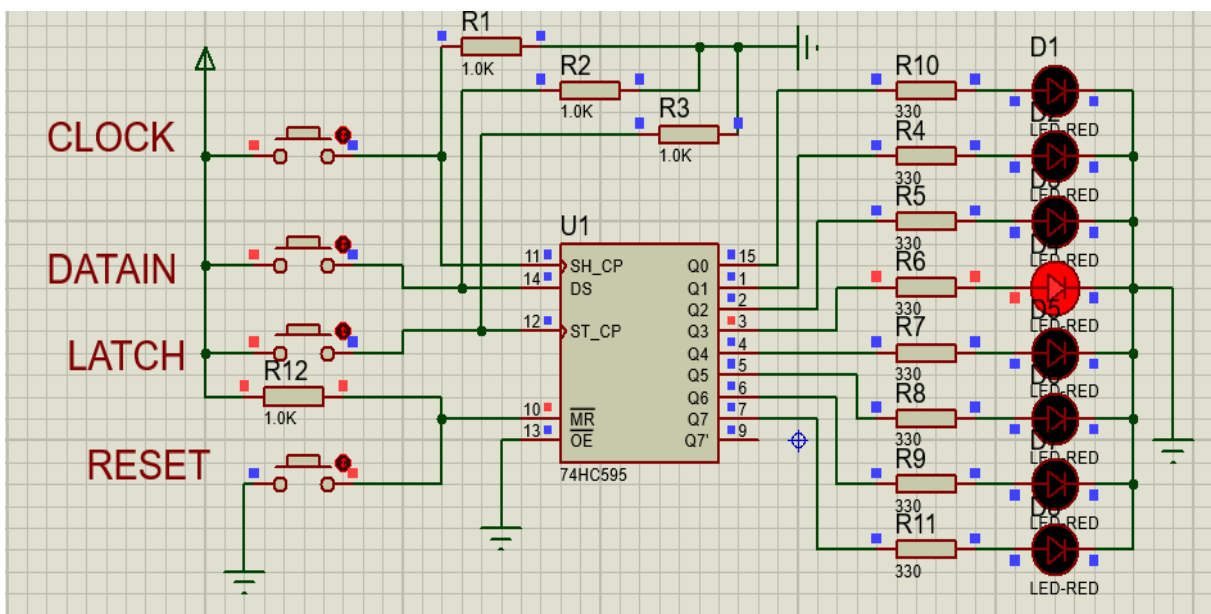 R1
1.0K
R2
1.0K
R3
1.0K
CLOCK
DATAIN
LATCH
R12
1.0K
RESET
U1
11
SH_CP
14
DS
12
ST_CP
10
MR
13
OE
Q0
15
Q1
1
Q2
2
Q3
3
Q4
4
Q5
5
Q6
6
Q7
7
Q7'
9
74HC595
R10
330
R4
330
R5
330
R6
330
R7
330
R8
330
R9
330
R11
330
D1
LED-RED
D2
LED-RED
LED-RED
LED-RED
D5
LED-RED
LED-RED
LED-RED
LED-RED